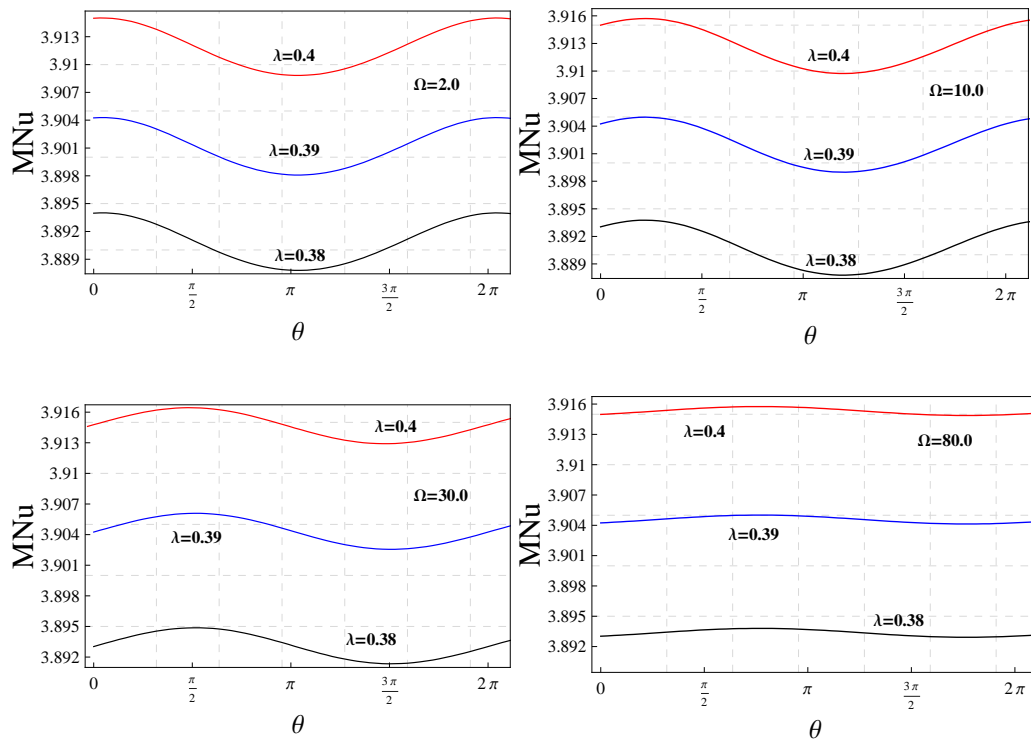 3.913
3.91
3.907
3.904
3.901
3.898
3.895
3.892
3.889
MNu
λ=0.4
Ω=2.0
λ=0.39
λ=0.38
0
π/2
π
3π/2
2π
θ
3.916
3.913
3.91
3.907
3.904
3.901
3.898
3.895
3.892
3.889
MNu
λ=0.4
Ω=10.0
λ=0.39
λ=0.38
0
π/2
π
3π/2
2π
θ
3.916
3.913
3.91
3.907
3.904
3.901
3.898
3.895
3.892
MNu
λ=0.4
Ω=30.0
λ=0.39
λ=0.38
0
π/2
π
3π/2
2π
θ
3.916
3.913
3.91
3.907
3.904
3.901
3.898
3.895
3.892
MNu
λ=0.4
Ω=80.0
λ=0.39
λ=0.38
0
π/2
π
3π/2
2π
θ